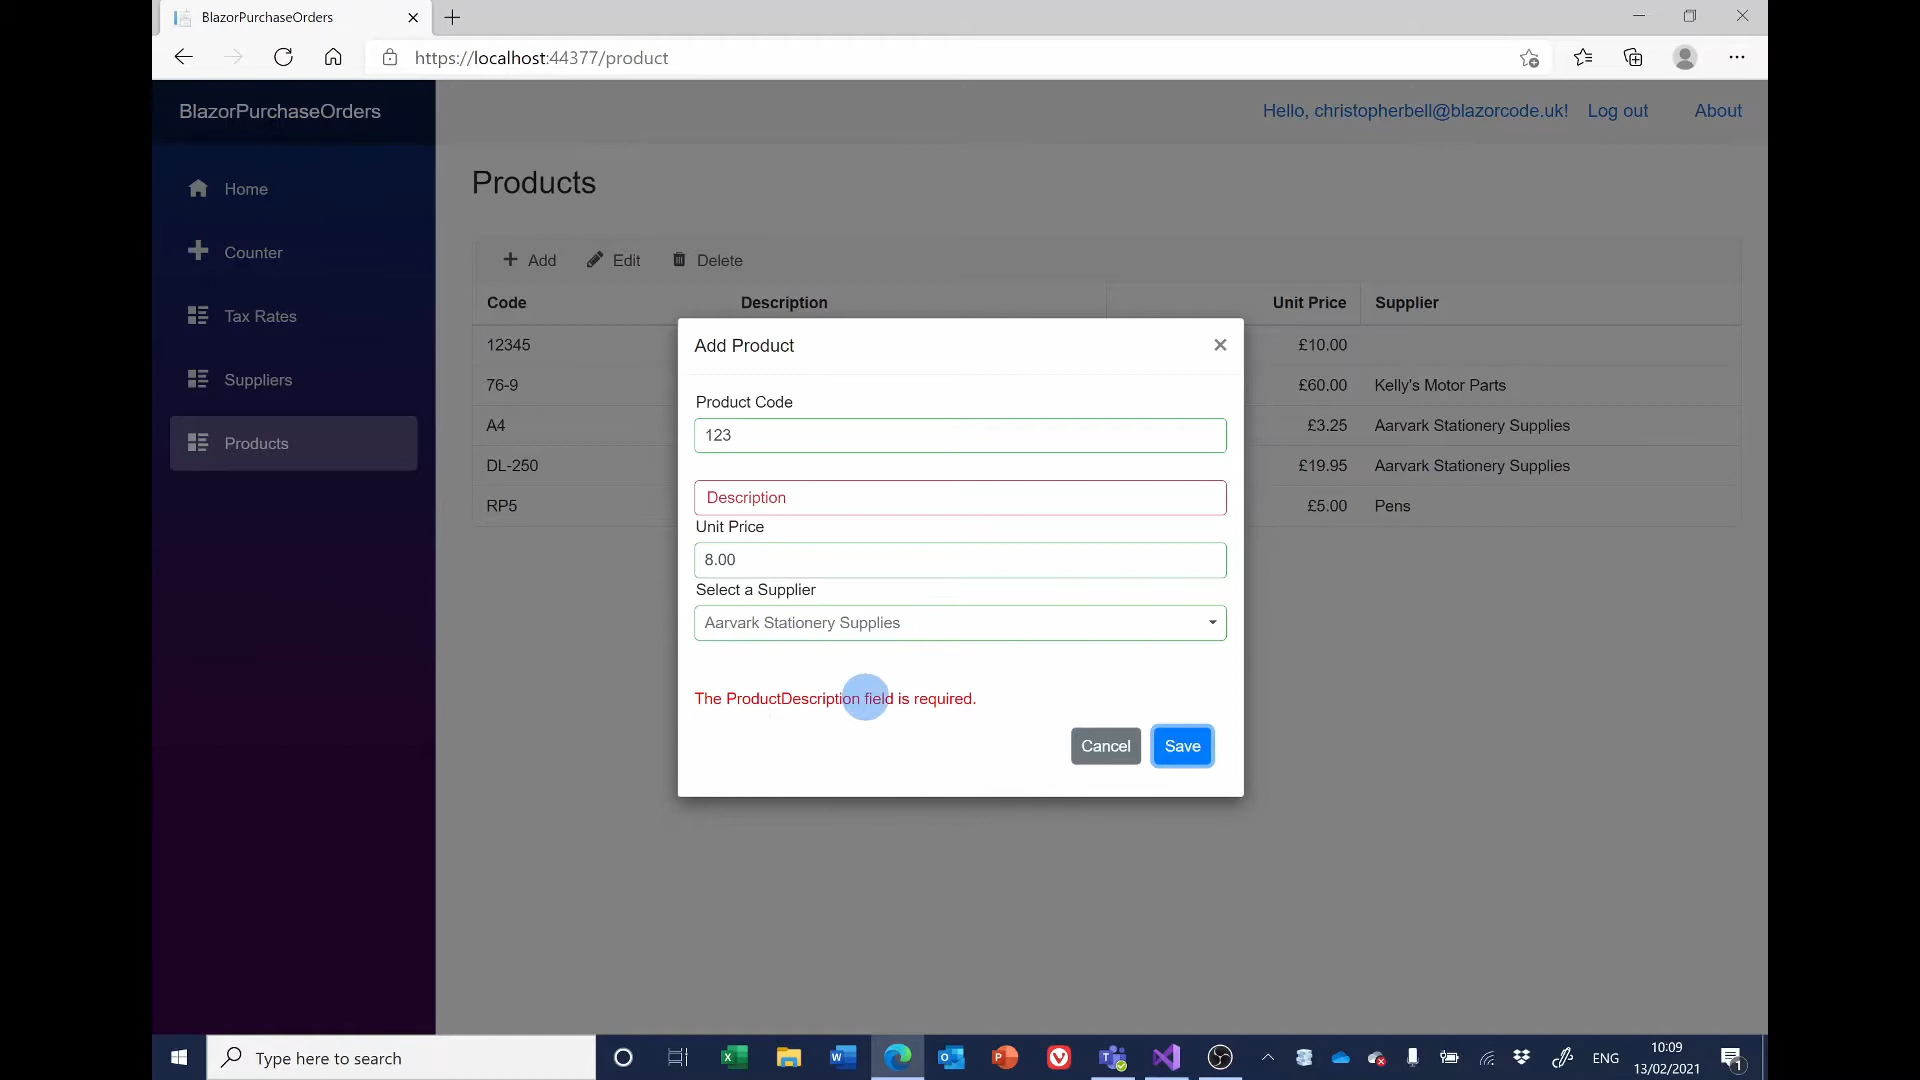 BlazorPurchaseOrders
https://localhost:44377/product
BlazorPurchaseOrders
Hello, christopherbell@blazorcode.uk! Log out About
Home
Counter
Tax Rates
Suppliers
Products
Products
Add Edit Delete
Code Description Unit Price Supplier
12345 £10.00
76-9 £60.00 Kelly's Motor Parts
A4 £3.25 Aarvark Stationery Supplies
DL-250 £19.95 Aarvark Stationery Supplies
RP5 £5.00 Pens
Add Product
Product Code
123
Description
Unit Price
8.00
Select a Supplier
Aarvark Stationery Supplies
The ProductDescription field is required.
Cancel Save
Type here to search
ENG
10:09
13/02/2021
1